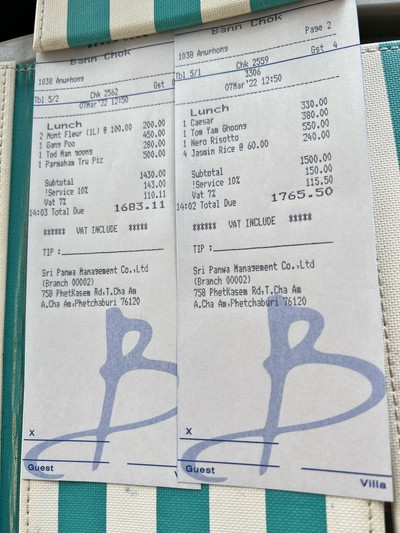 Bann Chok
1038 Anurhong
Tbl 5/2 Chk 2562 Gst
07Mar'22 12:50
Lunch
2 Mont Fleur (1L) @ 100.00 200.00
1 Gang Poo 450.00
1 Tod Man Goong 280.00
1 Parmaham Tru Piz 500.00
Subtotal 1430.00
!Service 10% 143.00
Vat 7% 110.11
14:03 Total Due 1683.11
****** VAT INCLUDE *****
TIP :
Sri Panwa Management Co.,Ltd
(Branch 00002)
758 PhetKasem Rd,T.Cha Am
A.Cha Am,Phetchaburi 76120
B
X
Guest
V
Bann Chok
Page 2
1038 Anurhong
Tbl 5/1 Chk 2559 Gst 4
3306
07Mar'22 12:50
Lunch
1 Caesar 330.00
1 Tom Yam Ghoong 380.00
1 Nero Risotto 550.00
4 Jasmin Rice @ 60.00 240.00
Subtotal 1500.00
!Service 10% 150.00
Vat 7% 115.50
14:02 Total Due 1765.50
****** VAT INCLUDE *****
TIP :
Sri Panwa Management Co.,Ltd
(Branch 00002)
758 PhetKasem Rd,T.Cha Am
A.Cha Am,Phetchaburi 76120
B
X
Guest
Villa